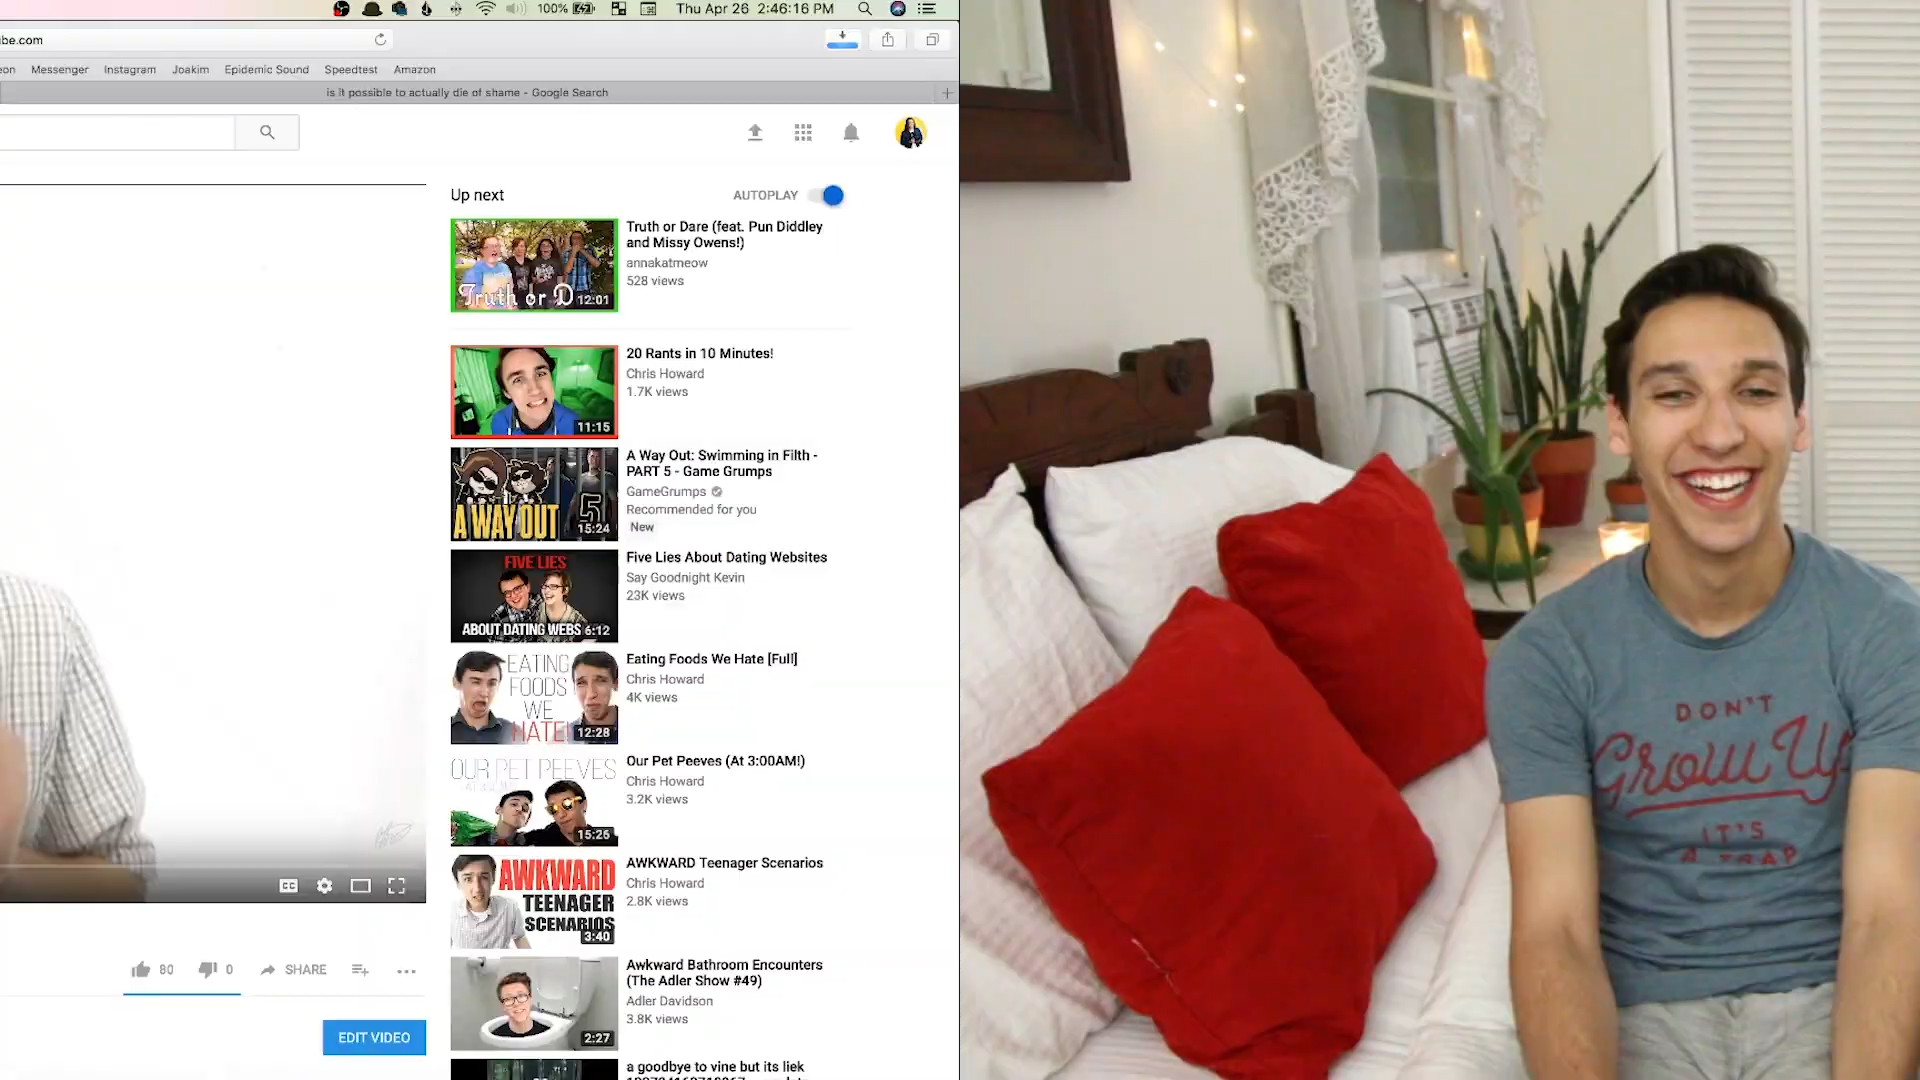 100%
Thu Apr 26 2:46:16 PM
be.com
on Messenger Instagram Joakim Epidemic Sound Speedtest Amazon
is it possible to actually die of shame - Google Search
Up next
AUTOPLAY
Truth or D 12:01
Truth or Dare (feat. Pun Diddley
and Missy Owens!)
annakatmeow
528 views
11:15
20 Rants in 10 Minutes!
Chris Howard
1.7K views
A WAY OUT 5 15:24
A Way Out: Swimming in Filth -
PART 5 - Game Grumps
GameGrumps
Recommended for you
New
FIVE LIES
ABOUT DATING WEBS 6:12
Five Lies About Dating Websites
Say Goodnight Kevin
23K views
EATING
FOODS
WE
HATE!
12:28
Eating Foods We Hate [Full]
Chris Howard
4K views
OUR PET PEEVES
15:26
Our Pet Peeves (At 3:00AM!)
Chris Howard
3.2K views
AWKWARD
TEENAGER
SCENARIOS
3:40
AWKWARD Teenager Scenarios
Chris Howard
2.8K views
2:27
Awkward Bathroom Encounters
(The Adler Show #49)
Adler Davidson
3.8K views
a goodbye to vine but its liek
CC
80 0 SHARE
EDIT VIDEO
DON'T
Grow Up
IT'S
A TRAP